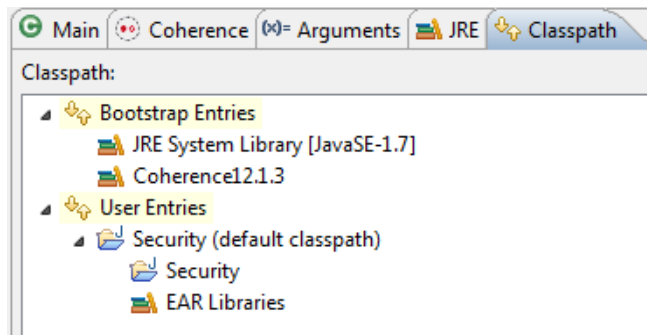 Main Coherence (x)= Arguments JRE Classpath
Classpath:
Bootstrap Entries
JRE System Library [JavaSE-1.7]
Coherence12.1.3
User Entries
Security (default classpath)
Security
EAR Libraries